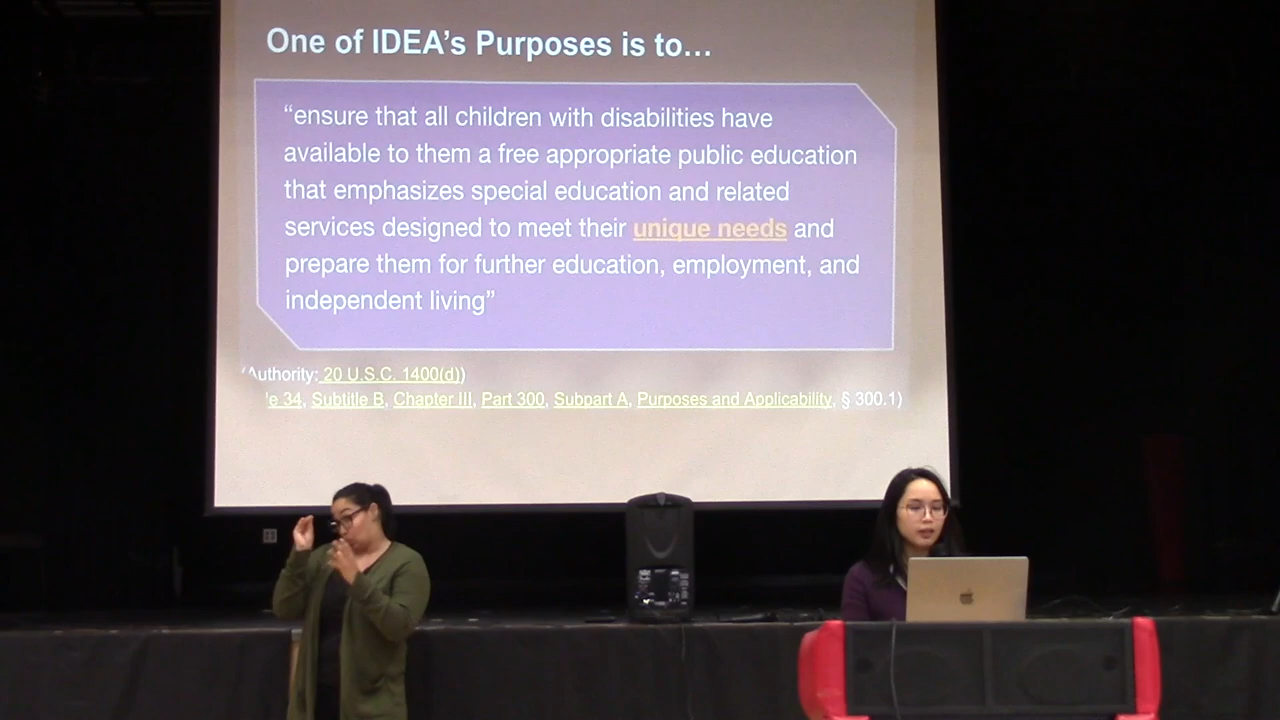 One of IDEA’s Purposes is to…
“ensure that all children with disabilities have
available to them a free appropriate public education
that emphasizes special education and related
services designed to meet their unique needs and
prepare them for further education, employment, and
independent living”
(Authority: 20 U.S.C. 1400(d))
34, Subtitle B, Chapter III, Part 300, Subpart A, Purposes and Applicability, § 300.1)